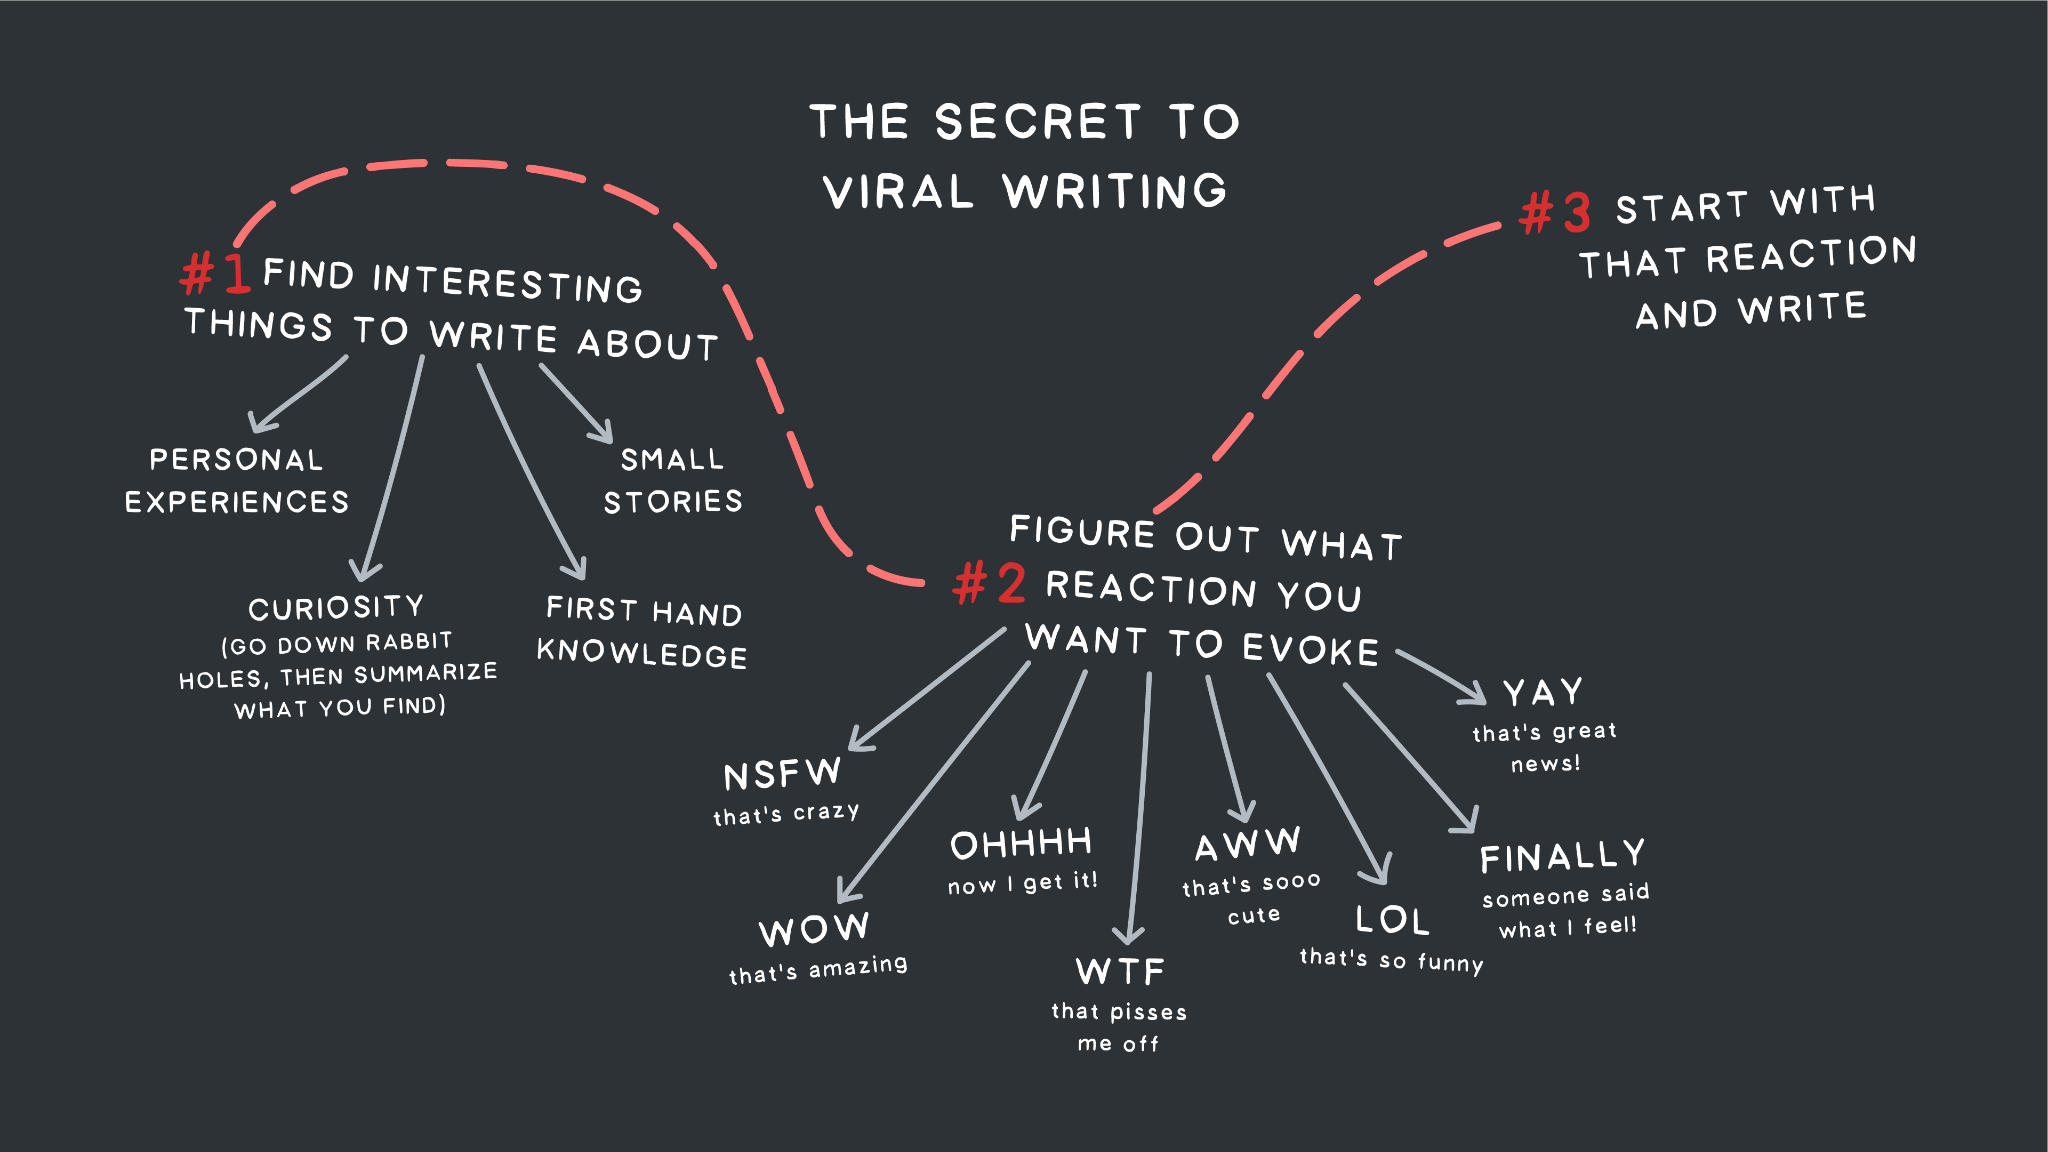 THE SECRET TO
VIRAL WRITING
#1 FIND INTERESTING
THINGS TO WRITE ABOUT
PERSONAL
EXPERIENCES
CURIOSITY
(GO DOWN RABBIT
HOLES, THEN SUMMARIZE
WHAT YOU FIND)
FIRST HAND
KNOWLEDGE
SMALL
STORIES
FIGURE OUT WHAT
#2 REACTION YOU
WANT TO EVOKE
NSFW
that's crazy
WOW
that's amazing
OHHHH
now I get it!
WTF
that pisses
me off
AWW
that's sooo
cute
LOL
that's so funny
FINALLY
someone said
what I feel!
YAY
that's great
news!
#3 START WITH
THAT REACTION
AND WRITE